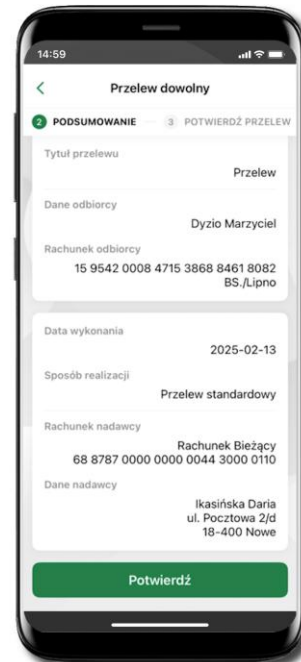 14:59
Przelew dowolny
2 PODSUMOWANIE 3 POTWIERDŹ PRZELEW
Tytuł przelewu
Przelew
Dane odbiorcy
Dyzio Marzyciel
Rachunek odbiorcy
15 9542 0008 4715 3868 8461 8082
BS./Lipno
Data wykonania
2025-02-13
Sposób realizacji
Przelew standardowy
Rachunek nadawcy
Rachunek Bieżący
68 8787 0000 0000 0044 3000 0110
Dane nadawcy
Ikasińska Daria
ul. Pocztowa 2/d
18-400 Nowe
Potwierdź